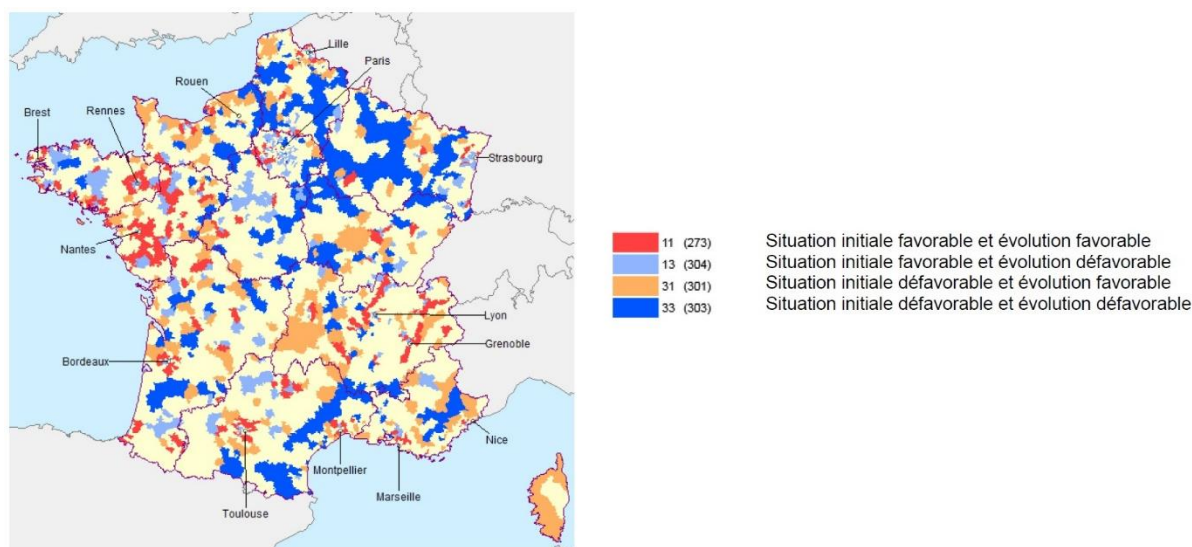 Lille
Paris
Rouen
Brest
Rennes
Strasbourg
Nantes
Lyon
Grenoble
Bordeaux
Nice
Montpellier
Marseille
Toulouse
11 (273) Situation initiale favorable et évolution favorable
13 (304) Situation initiale favorable et évolution défavorable
31 (301) Situation initiale défavorable et évolution favorable
33 (303) Situation initiale défavorable et évolution défavorable